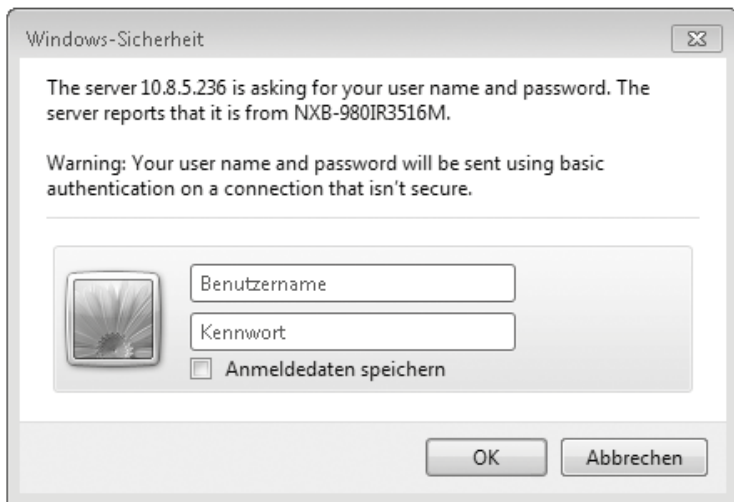 Windows-Sicherheit
The server 10.8.5.236 is asking for your user name and password. The
server reports that it is from NXB-980IR3516M.
Warning: Your user name and password will be sent using basic
authentication on a connection that isn't secure.
Benutzername
Kennwort
Anmeldedaten speichern
OK
Abbrechen